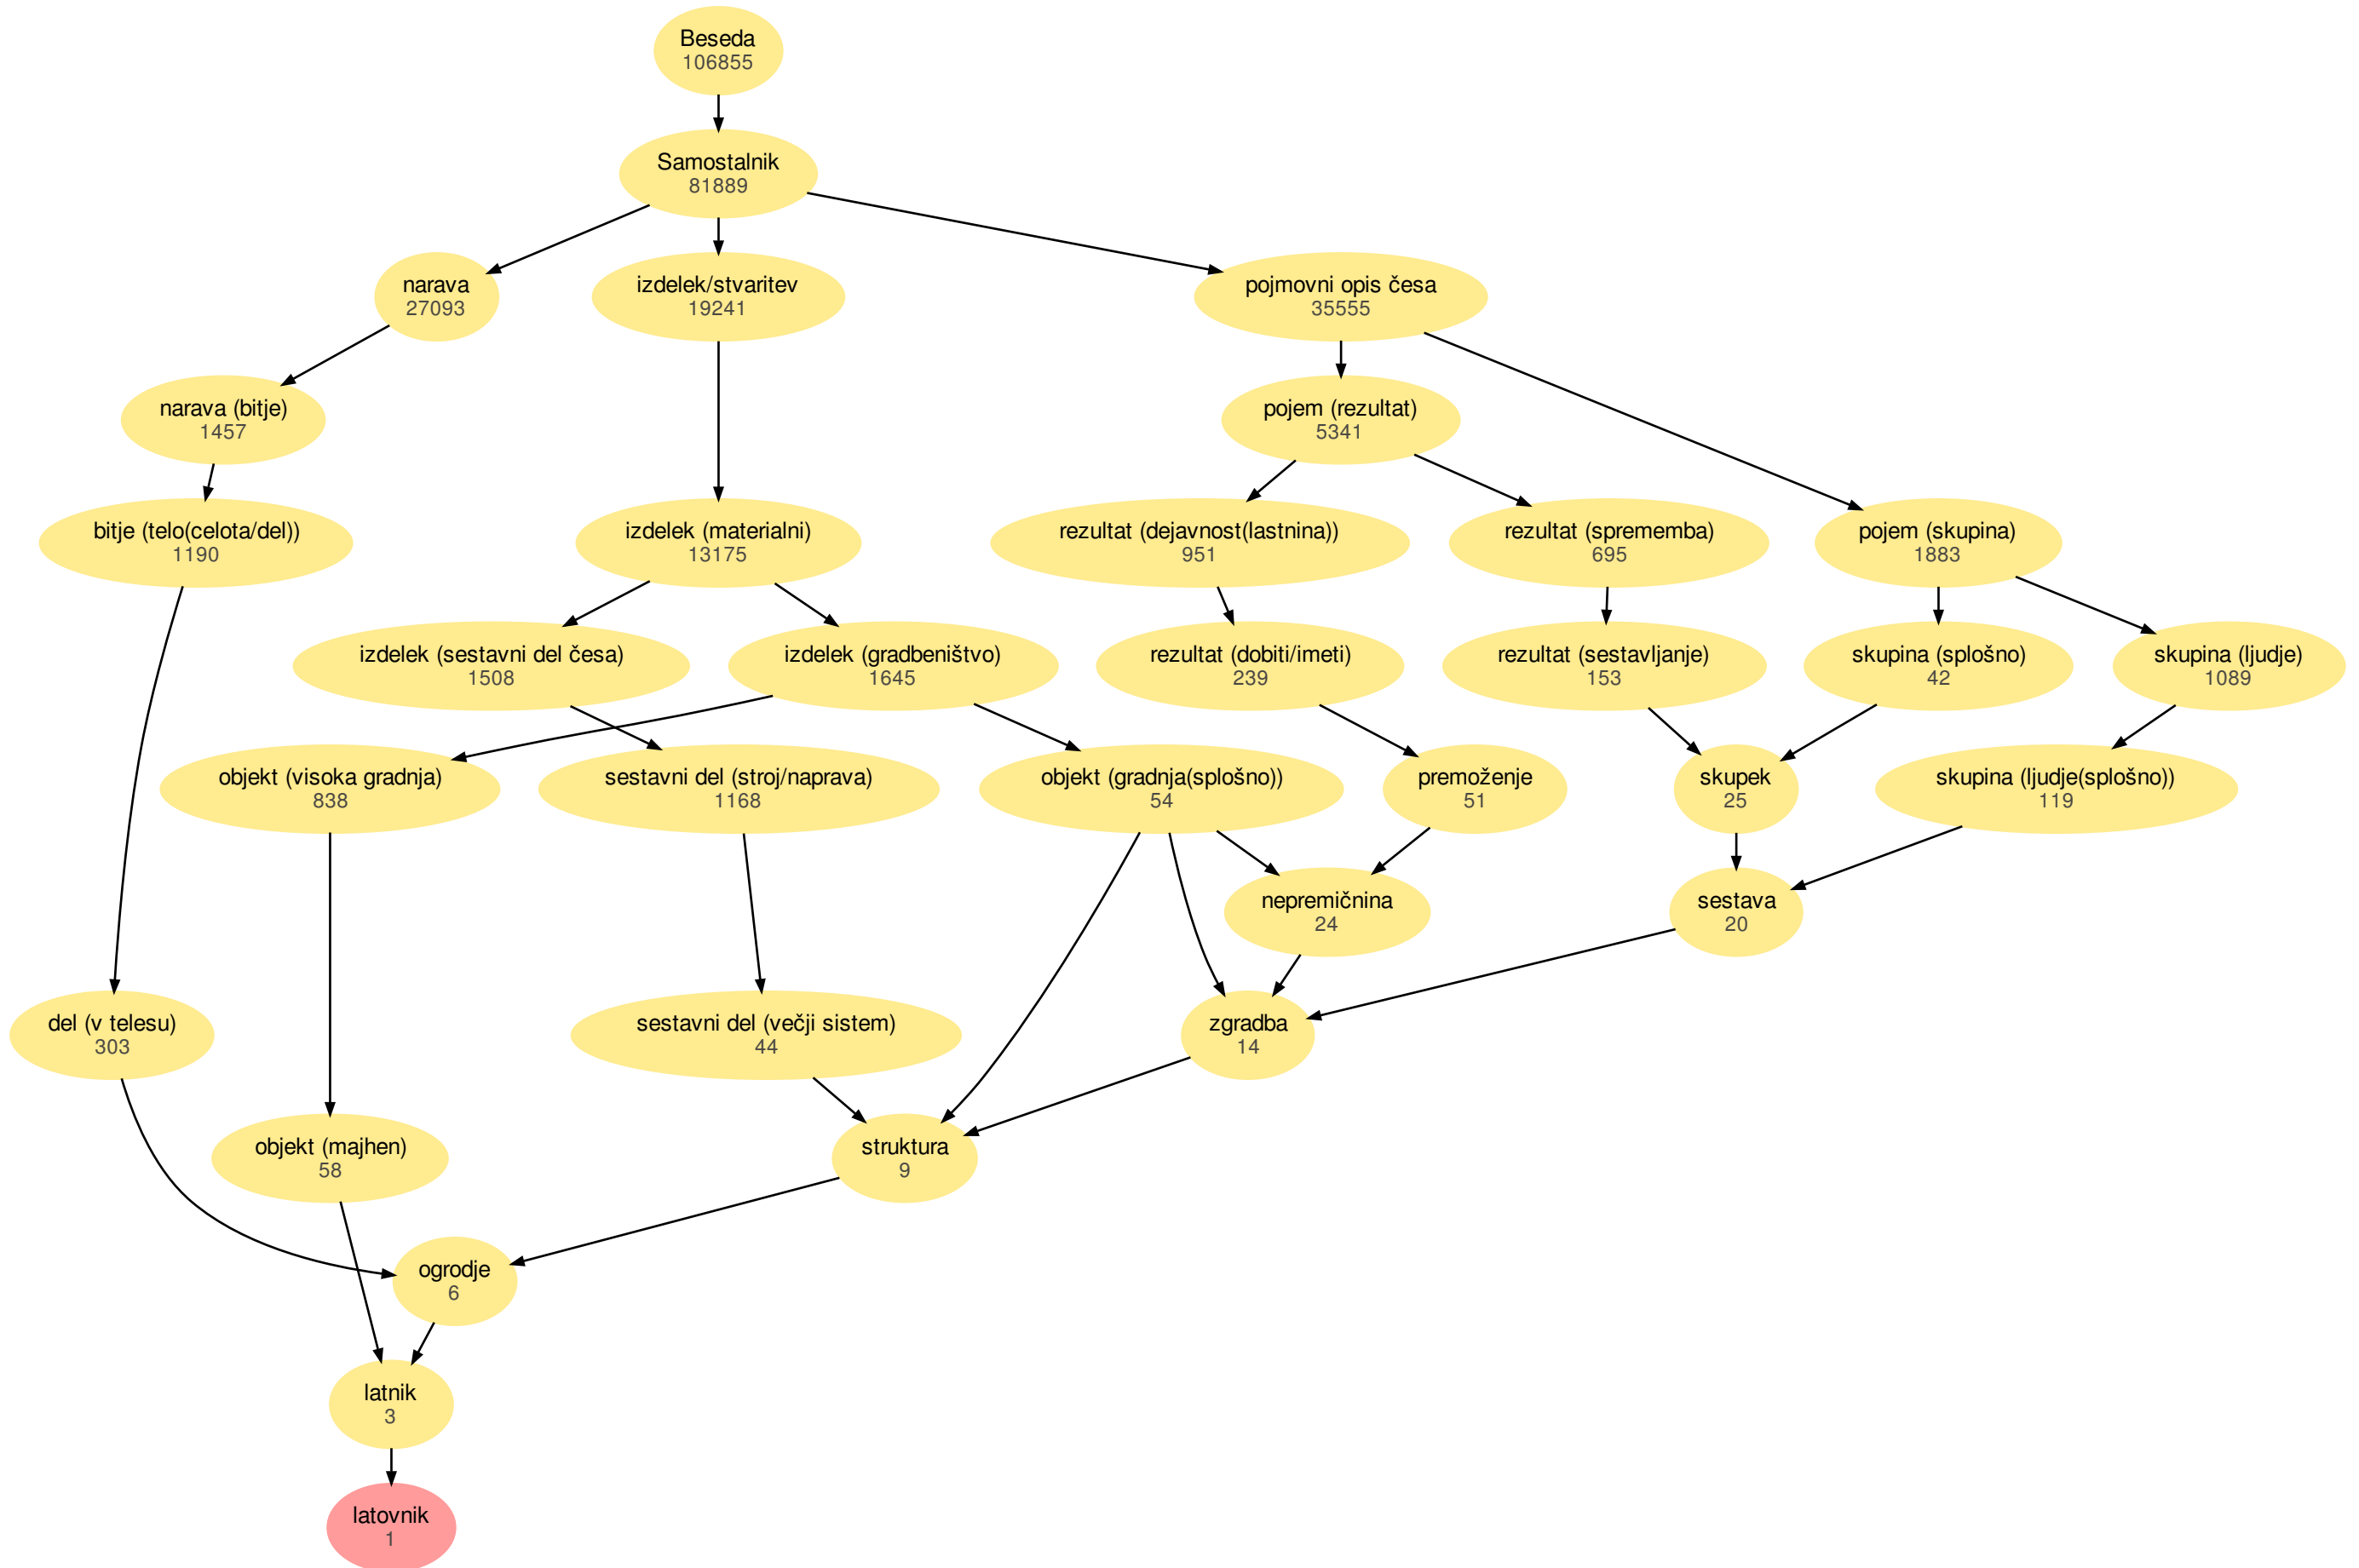 Beseda
106855
Samostalnik
81889
narava
27093
izdelek/stvaritev
19241
pojmovni opis česa
35555
narava (bitje)
1457
pojem (rezultat)
5341
bitje (telo(celota/del))
1190
izdelek (materialni)
13175
rezultat (dejavnost(lastnina))
951
rezultat (sprememba)
695
pojem (skupina)
1883
izdelek (sestavni del česa)
1508
izdelek (gradbeništvo)
1645
rezultat (dobiti/imeti)
239
rezultat (sestavljanje)
153
skupina (splošno)
42
skupina (ljudje)
1089
objekt (visoka gradnja)
838
sestavni del (stroj/naprava)
1168
objekt (gradnja(splošno))
54
premoženje
51
skupek
25
skupina (ljudje(splošno))
119
nepremičnina
24
sestava
20
del (v telesu)
303
sestavni del (večji sistem)
44
zgradba
14
objekt (majhen)
58
struktura
9
ogrodje
6
latnik
3
latovnik
1